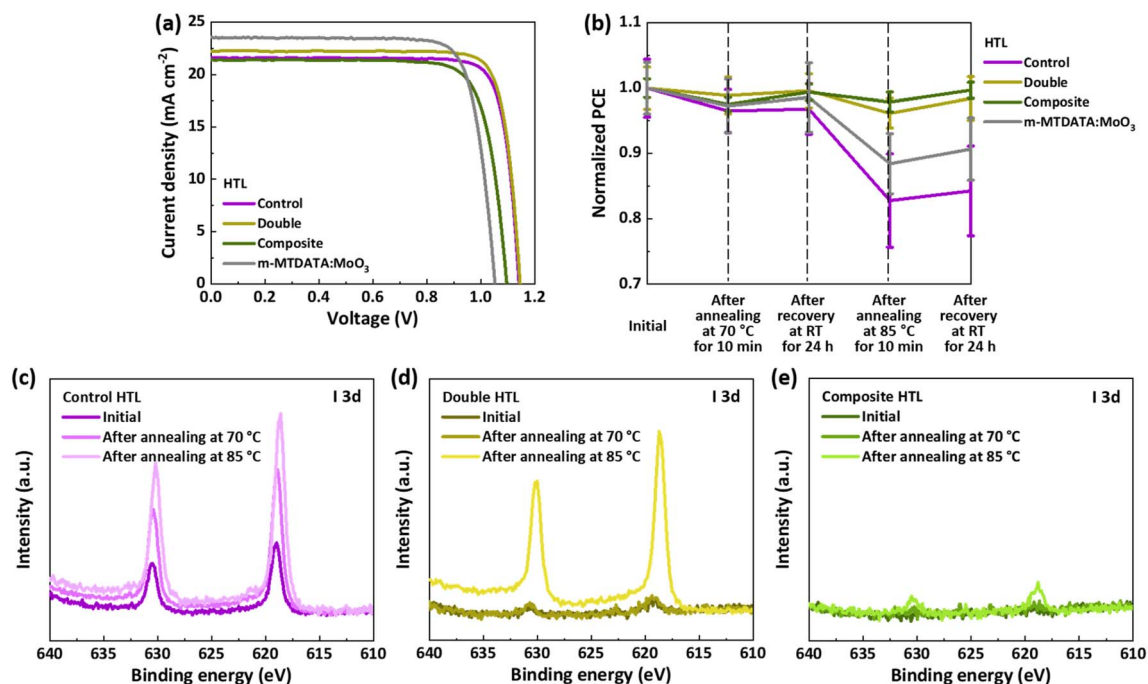 (a)
25
20
15
10
5
0
0.0 0.2 0.4 0.6 0.8 1.0 1.2
Current density (mA cm⁻²)
Voltage (V)
HTL
Control
Double
Composite
m-MTDATA:MoO₃
(b)
1.1
1.0
0.9
0.8
0.7
Normalized PCE
Initial
After
annealing
at 70 °C
for 10 min
After
recovery
at RT
for 24 h
After
annealing
at 85 °C
for 10 min
After
recovery
at RT
for 24 h
HTL
Control
Double
Composite
m-MTDATA:MoO₃
(c)
Control HTL
I 3d
Initial
After annealing at 70 °C
After annealing at 85 °C
Intensity (a.u.)
640 635 630 625 620 615 610
Binding energy (eV)
(d)
Double HTL
I 3d
Initial
After annealing at 70 °C
After annealing at 85 °C
Intensity (a.u.)
640 635 630 625 620 615 610
Binding energy (eV)
(e)
Composite HTL
I 3d
Initial
After annealing at 70 °C
After annealing at 85 °C
Intensity (a.u.)
640 635 630 625 620 615 610
Binding energy (eV)